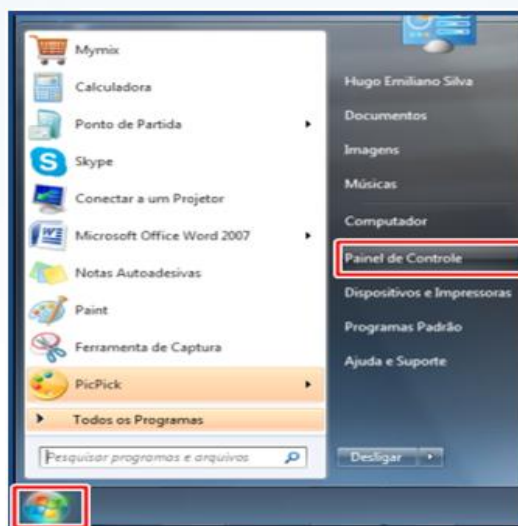 Mymix
Calculadora
Ponto de Partida
Skype
Conectar a um Projetor
Microsoft Office Word 2007
Notas Autoadesivas
Paint
Ferramenta de Captura
PicPick
Todos os Programas
Pesquisar programas e arquivos
Hugo Emiliano Silva
Documentos
Imagens
Músicas
Computador
Painel de Controle
Dispositivos e Impressoras
Programas Padrão
Ajuda e Suporte
Desligar